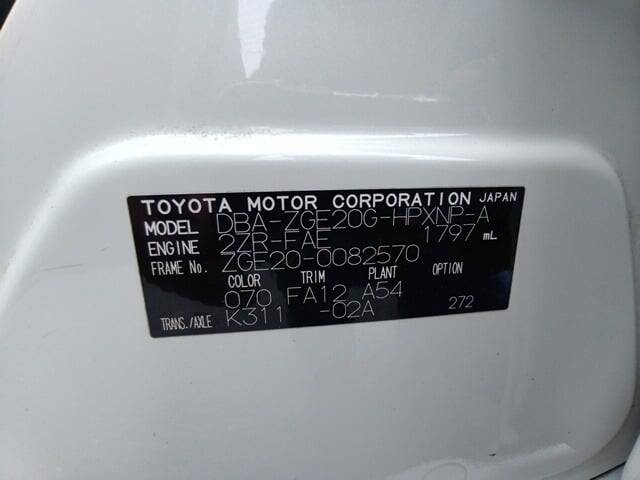 TOYOTA MOTOR CORPORATION JAPAN
MODEL DBA-ZGE20G-HPXNP-A
ENGINE 2ZR-FAE 1797 mL
FRAME No. ZGE20-0082570
COLOR TRIM PLANT OPTION
070 FA12 A54
TRANS./AXLE K311 -02A 272